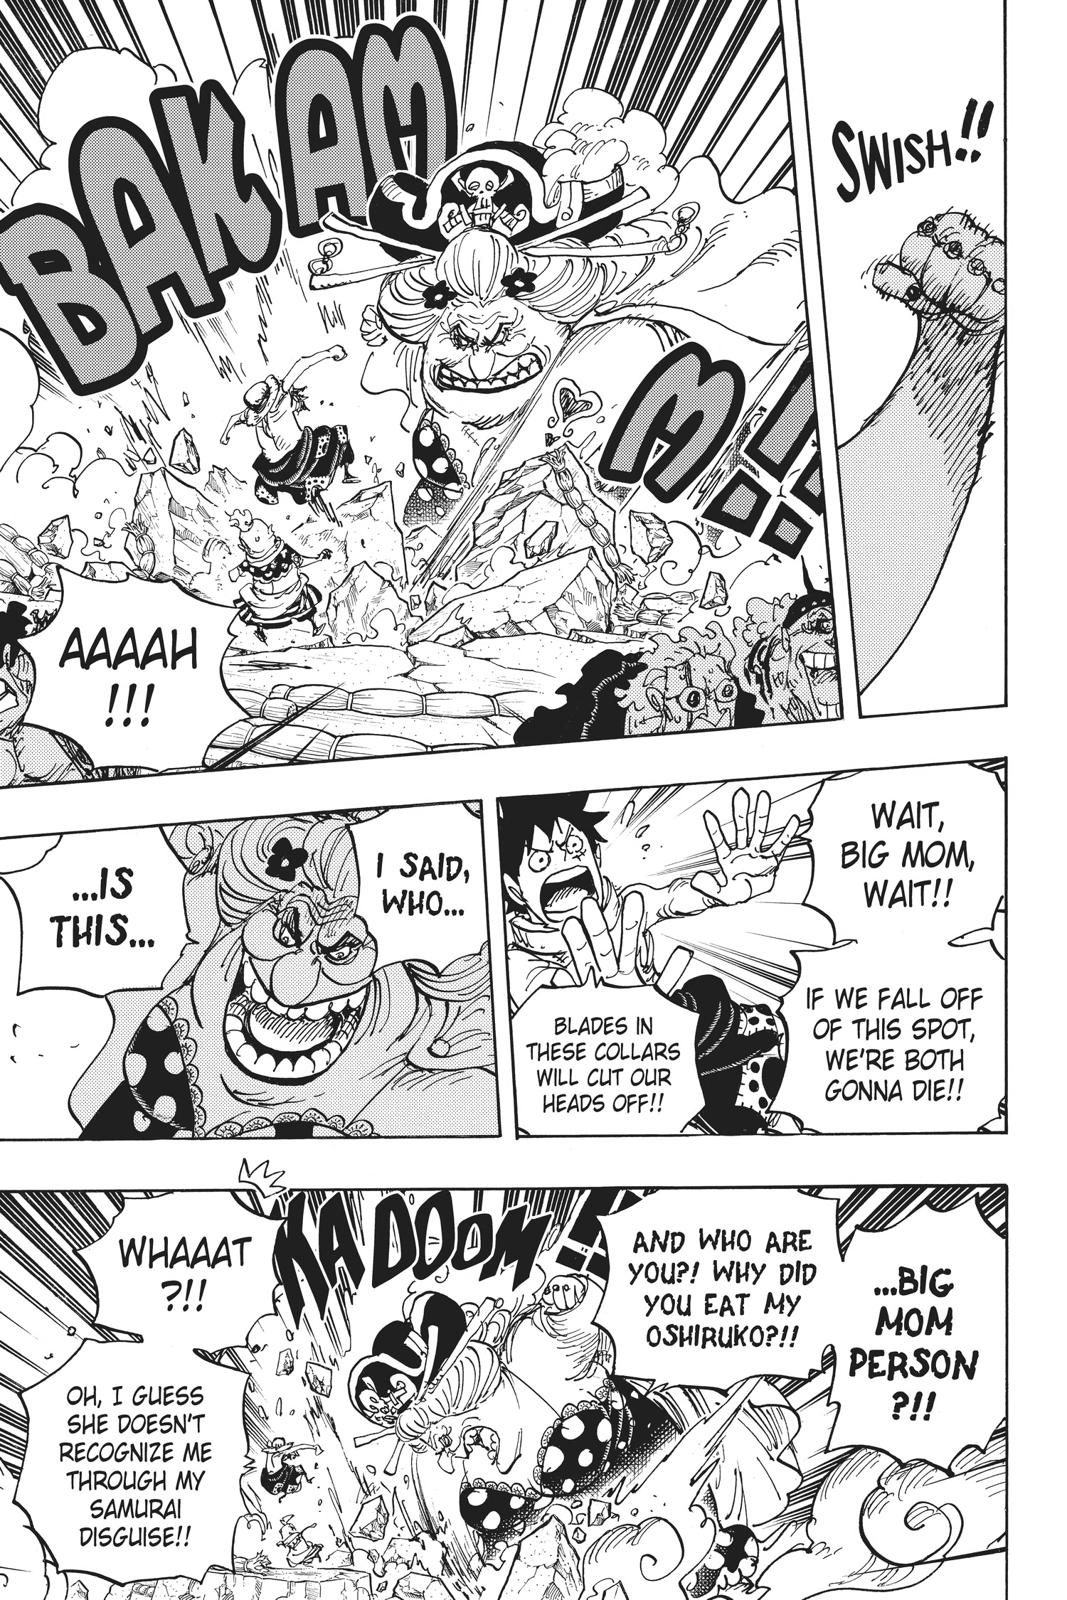 SWISH!!
BAKAMM!!
AAAAH
!!!
WAIT,
BIG MOM,
WAIT!!
IF WE FALL OFF
OF THIS SPOT,
WE'RE BOTH
GONNA DIE!!
BLADES IN
THESE COLLARS
WILL CUT OUR
HEADS OFF!!
I SAID,
WHO...
...IS
THIS...
...BIG
MOM
PERSON
?!!
AND WHO ARE
YOU?! WHY DID
YOU EAT MY
OSHIRUKO?!!
KADOOM!!
WHAAAT
?!!
OH, I GUESS
SHE DOESN'T
RECOGNIZE ME
THROUGH MY
SAMURAI
DISGUISE!!